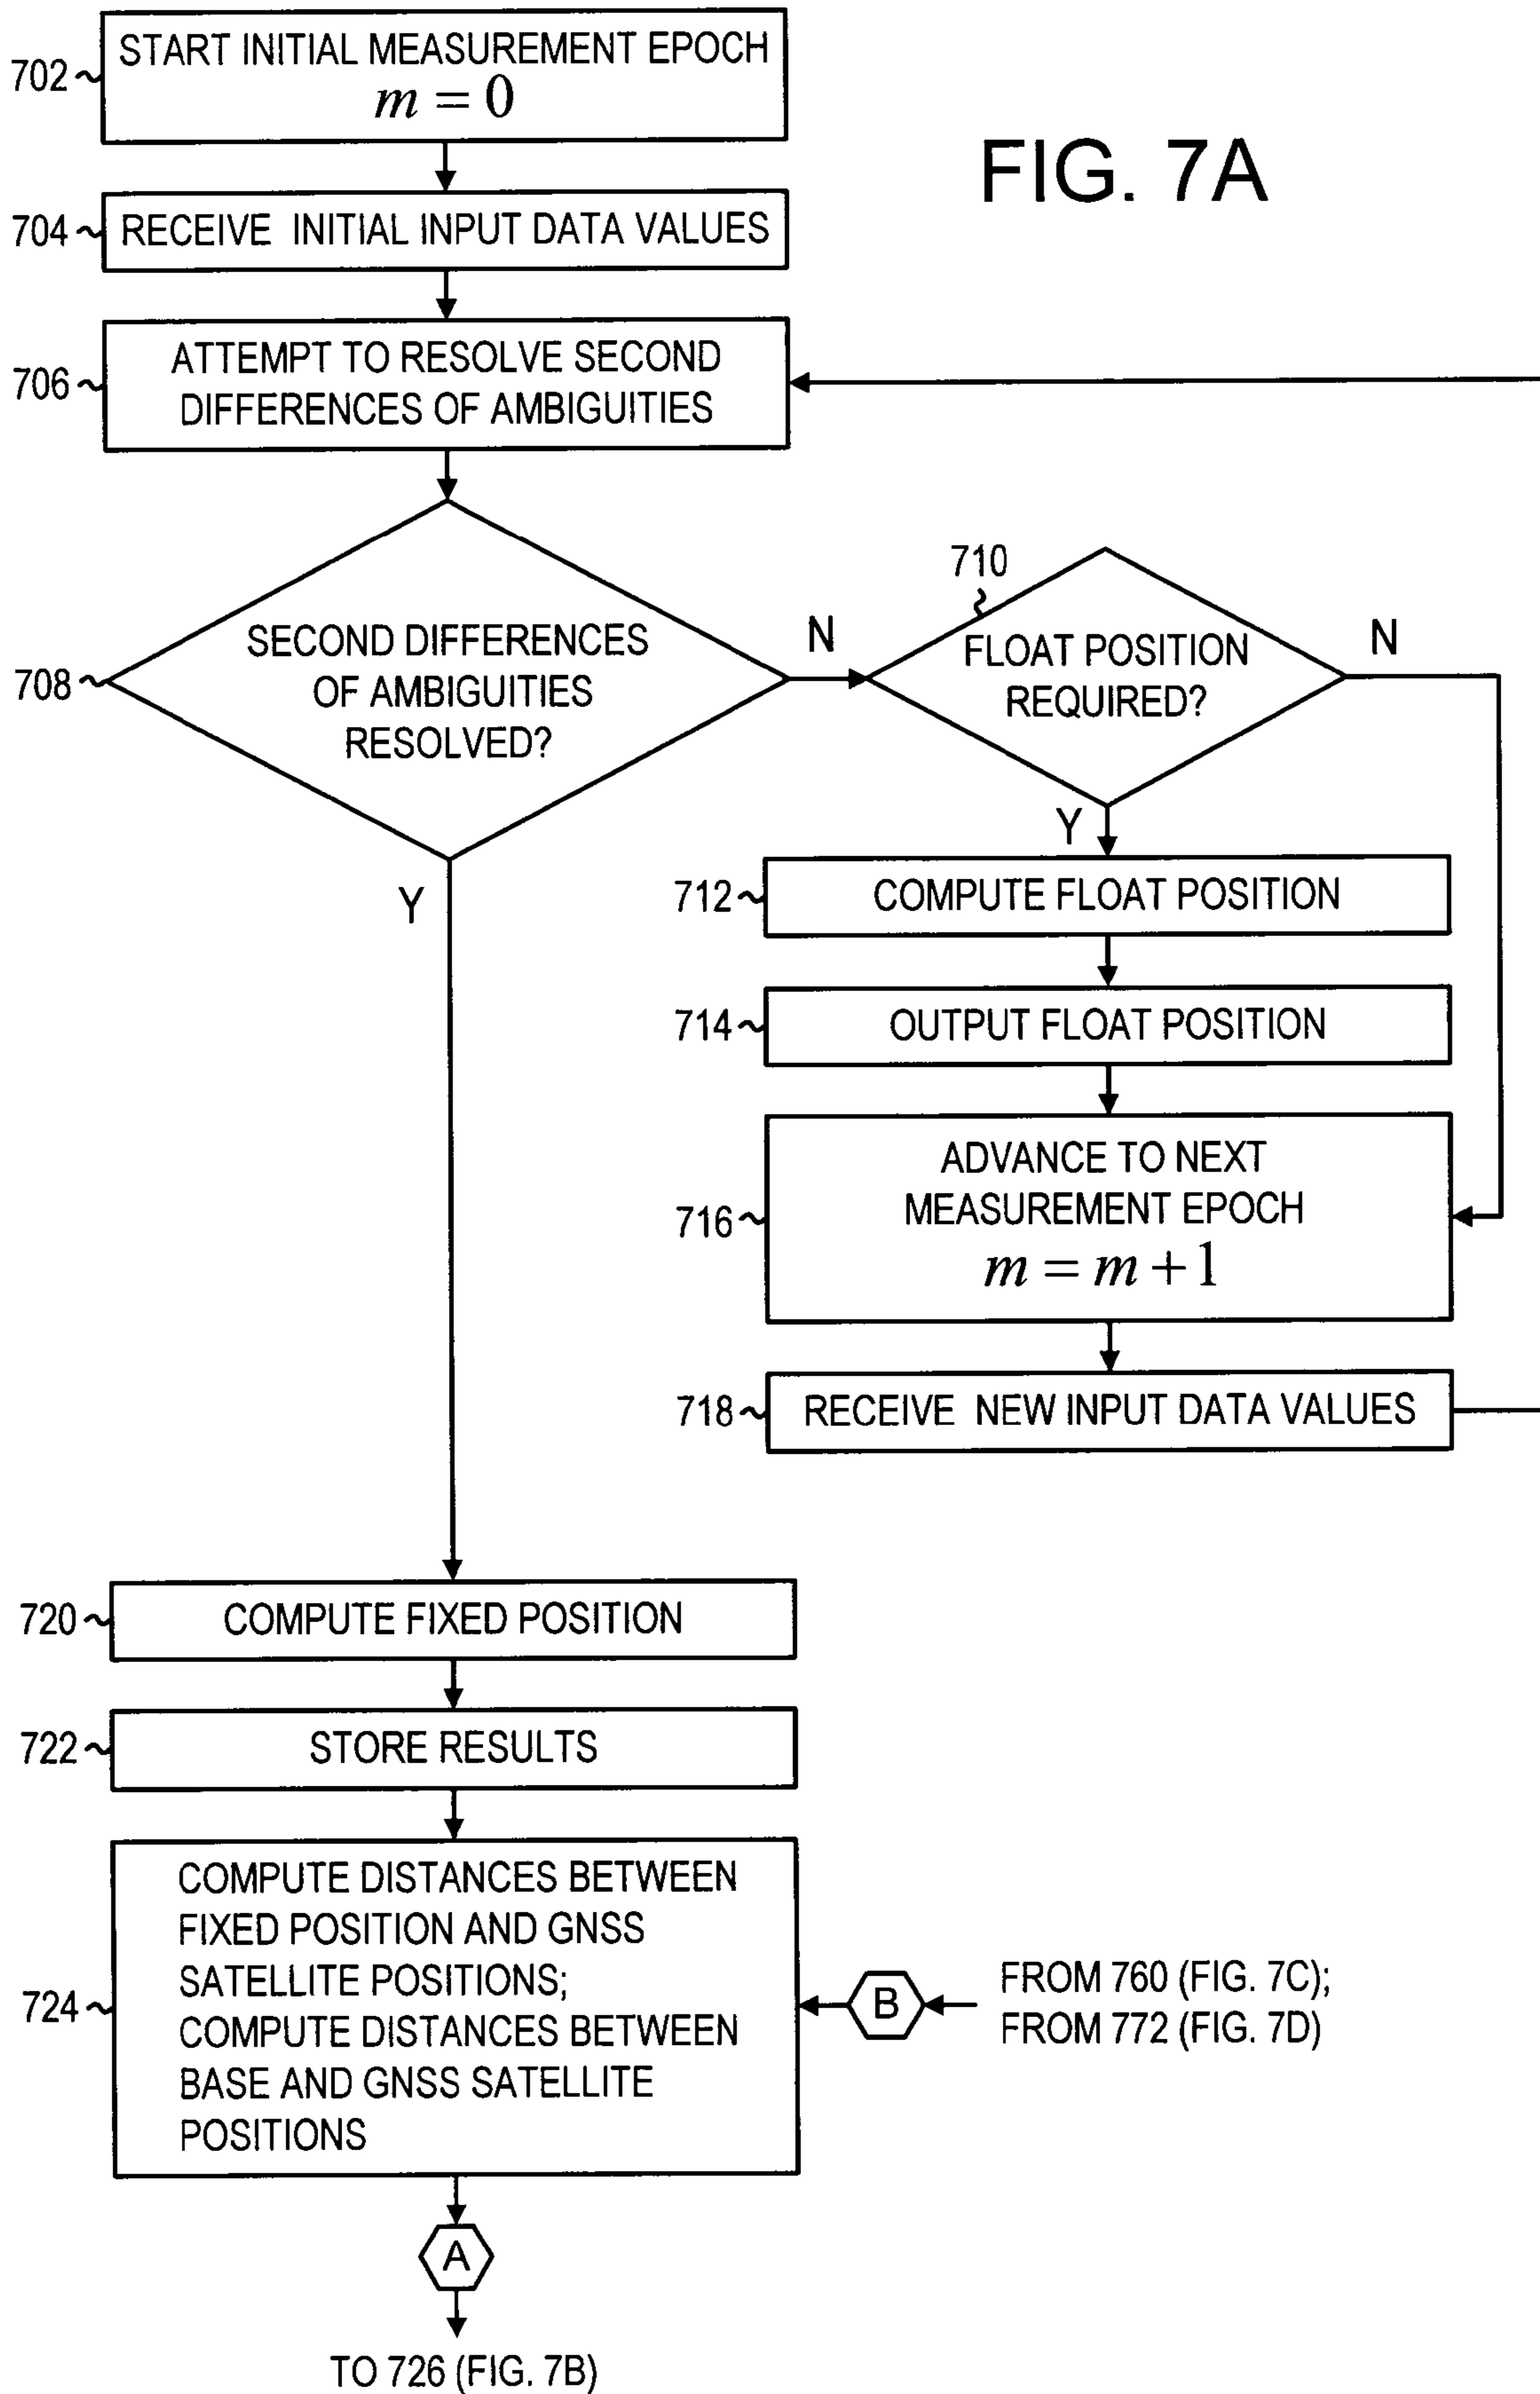 FIG. 7A
702
START INITIAL MEASUREMENT EPOCH
m = 0
704
RECEIVE INITIAL INPUT DATA VALUES
706
ATTEMPT TO RESOLVE SECOND
DIFFERENCES OF AMBIGUITIES
708
SECOND DIFFERENCES
OF AMBIGUITIES
RESOLVED?
N
Y
710
FLOAT POSITION
REQUIRED?
N
Y
712
COMPUTE FLOAT POSITION
714
OUTPUT FLOAT POSITION
716
ADVANCE TO NEXT
MEASUREMENT EPOCH
m = m + 1
718
RECEIVE NEW INPUT DATA VALUES
720
COMPUTE FIXED POSITION
722
STORE RESULTS
724
COMPUTE DISTANCES BETWEEN
FIXED POSITION AND GNSS
SATELLITE POSITIONS;
COMPUTE DISTANCES BETWEEN
BASE AND GNSS SATELLITE
POSITIONS
B
FROM 760 (FIG. 7C);
FROM 772 (FIG. 7D)
A
TO 726 (FIG. 7B)